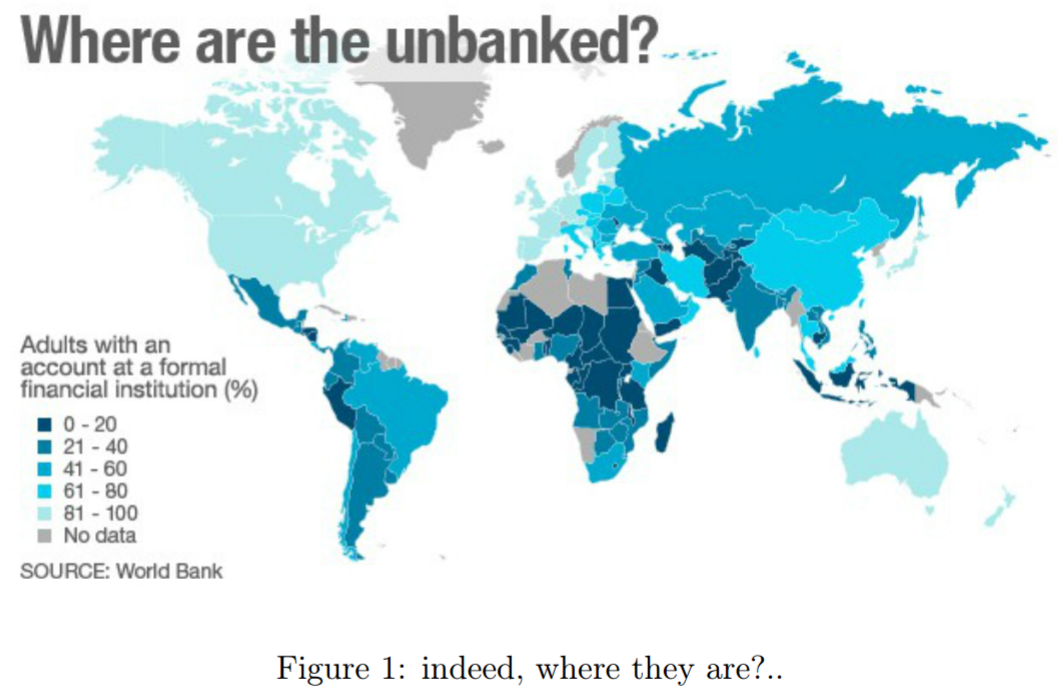 Where are the unbanked?
Adults with an
account at a formal
financial institution (%)
0 - 20
21 - 40
41 - 60
61 - 80
81 - 100
No data
SOURCE: World Bank
Figure 1: indeed, where they are?..